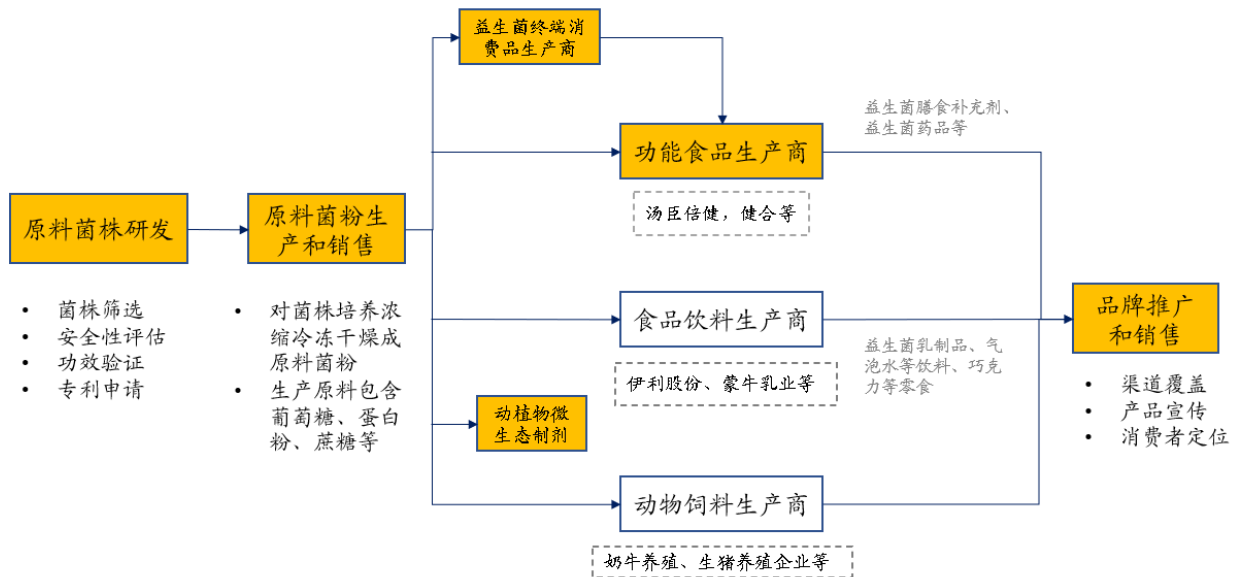 益生菌终端消
费品生产商
益生菌膳食补充剂、
益生菌药品等
功能食品生产商
汤臣倍健，健合等
原料菌株研发
• 菌株筛选
• 安全性评估
• 功效验证
• 专利申请
原料菌粉生
产和销售
• 对菌株培养浓
缩冷冻干燥成
原料菌粉
• 生产原料包含
葡萄糖、蛋白
粉、蔗糖等
食品饮料生产商
伊利股份、蒙牛乳业等
益生菌乳制品、气
泡水等饮料、巧克
力等零食
动植物微
生态制剂
动物饲料生产商
奶牛养殖、生猪养殖企业等
品牌推广
和销售
• 渠道覆盖
• 产品宣传
• 消费者定位